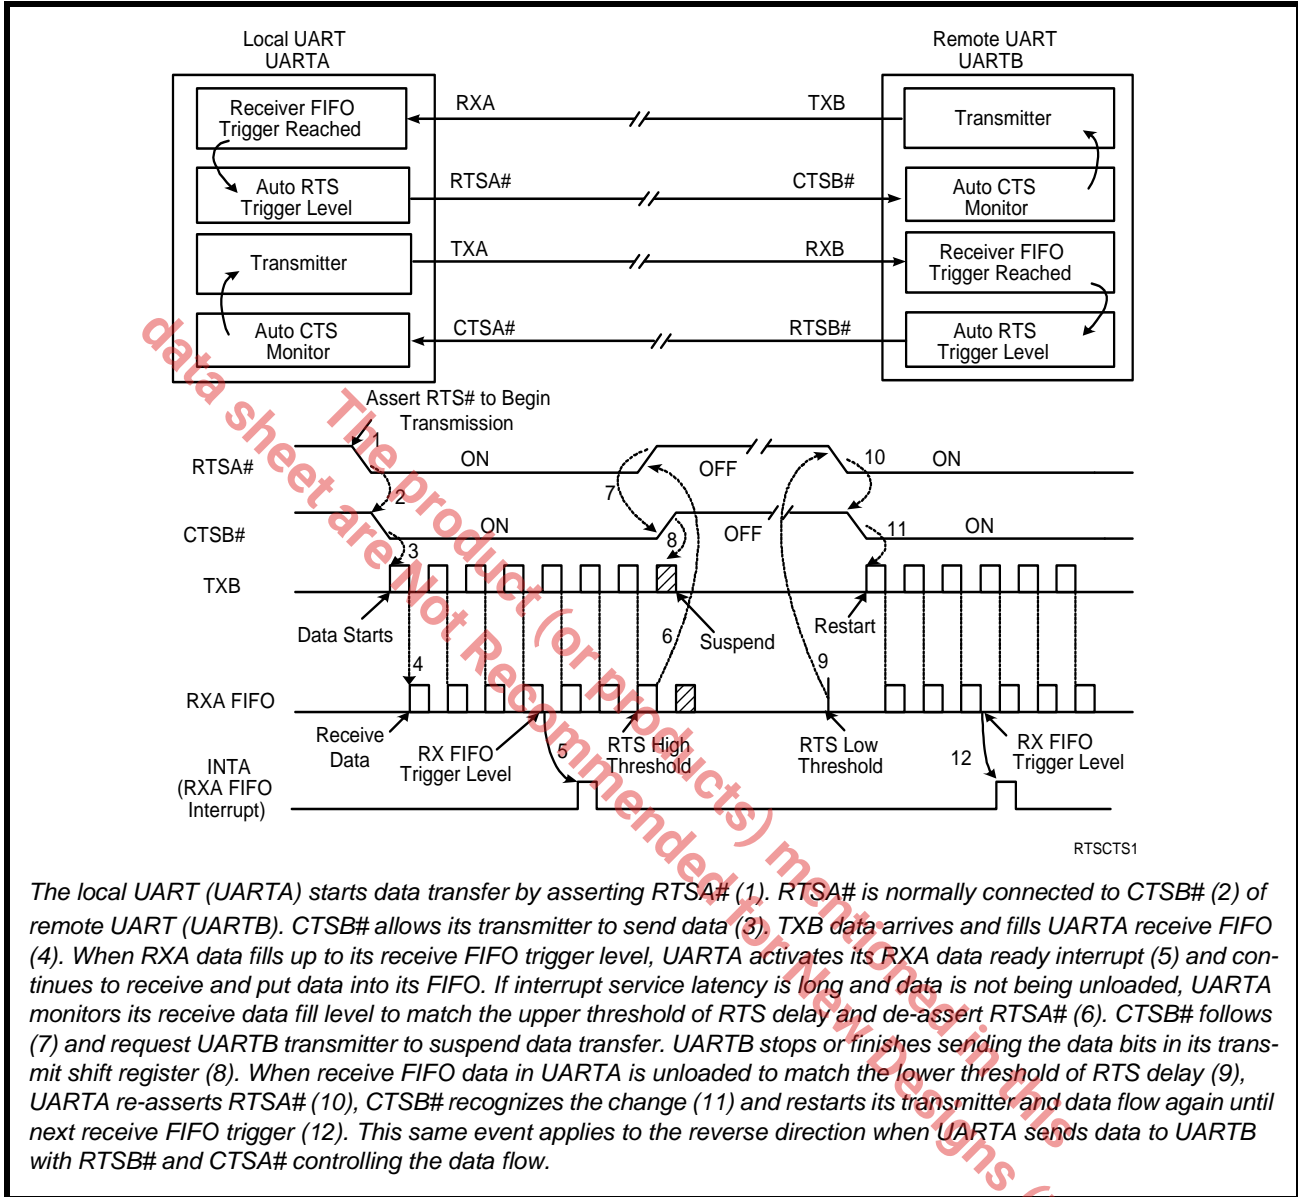 Local UART
UARTA
Remote UART
UARTB
Receiver FIFO
Trigger Reached
RXA
TXB
Transmitter
Auto RTS
Trigger Level
RTSA#
CTSB#
Auto CTS
Monitor
Transmitter
TXA
RXB
Receiver FIFO
Trigger Reached
Auto CTS
Monitor
CTSA#
RTSB#
Auto RTS
Trigger Level
Assert RTS# to Begin
Transmission
RTSA#
1
ON
OFF
10
ON
2
7
CTSB#
ON
OFF
11
ON
3
8
TXB
Data Starts
Suspend
Restart
4
6
9
RXA FIFO
Receive
Data
RX FIFO
Trigger Level
5
RTS High
Threshold
RTS Low
Threshold
12
RX FIFO
Trigger Level
INTA
(RXA FIFO
Interrupt)
RTSCTS1
The local UART (UARTA) starts data transfer by asserting RTSA# (1). RTSA# is normally connected to CTSB# (2) of
remote UART (UARTB). CTSB# allows its transmitter to send data (3). TXB data arrives and fills UARTA receive FIFO
(4). When RXA data fills up to its receive FIFO trigger level, UARTA activates its RXA data ready interrupt (5) and con-
tinues to receive and put data into its FIFO. If interrupt service latency is long and data is not being unloaded, UARTA
monitors its receive data fill level to match the upper threshold of RTS delay and de-assert RTSA# (6). CTSB# follows
(7) and request UARTB transmitter to suspend data transfer. UARTB stops or finishes sending the data bits in its trans-
mit shift register (8). When receive FIFO data in UARTA is unloaded to match the lower threshold of RTS delay (9),
UARTA re-asserts RTSA# (10), CTSB# recognizes the change (11) and restarts its transmitter and data flow again until
next receive FIFO trigger (12). This same event applies to the reverse direction when UARTA sends data to UARTB
with RTSB# and CTSA# controlling the data flow.
The product (or products) mentioned in this
data sheet are Not Recommended for New Designs (